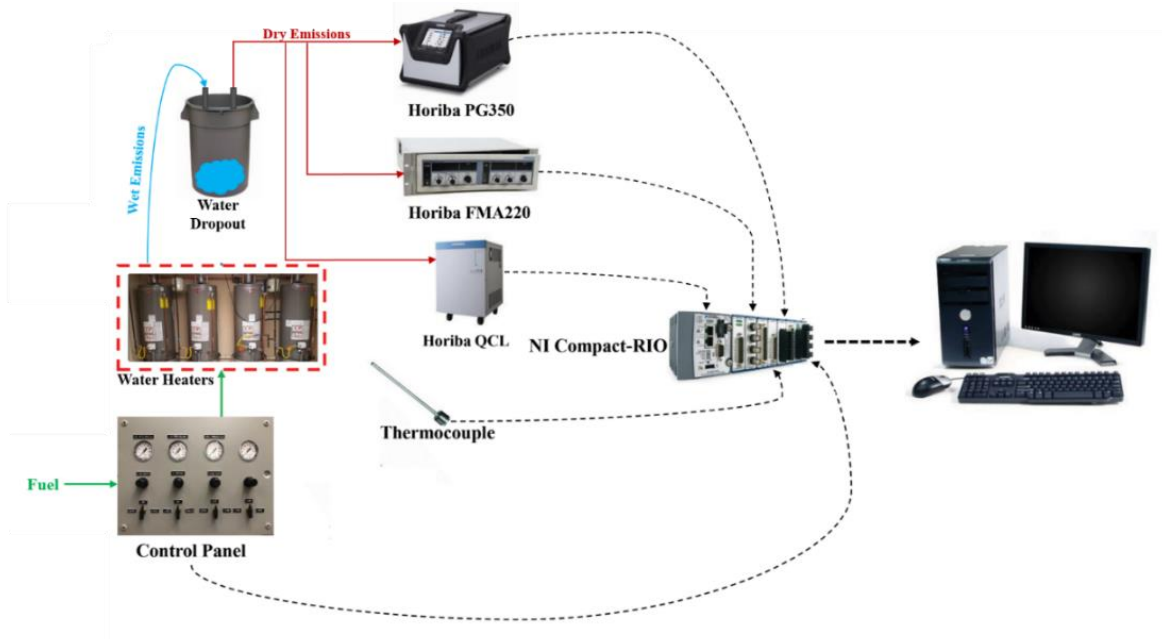 Dry Emissions
Horiba PG350
Wet Emissions
Water
Dropout
Horiba FMA220
Horiba QCL
NI Compact-RIO
Water Heaters
Thermocouple
Fuel
Control Panel